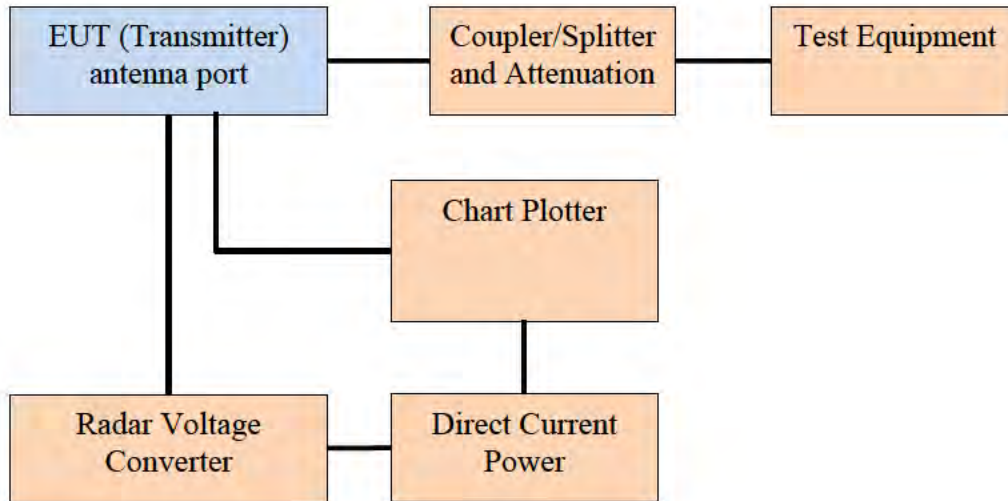 EUT (Transmitter)
antenna port
Coupler/Splitter
and Attenuation
Test Equipment
Chart Plotter
Radar Voltage
Converter
Direct Current
Power